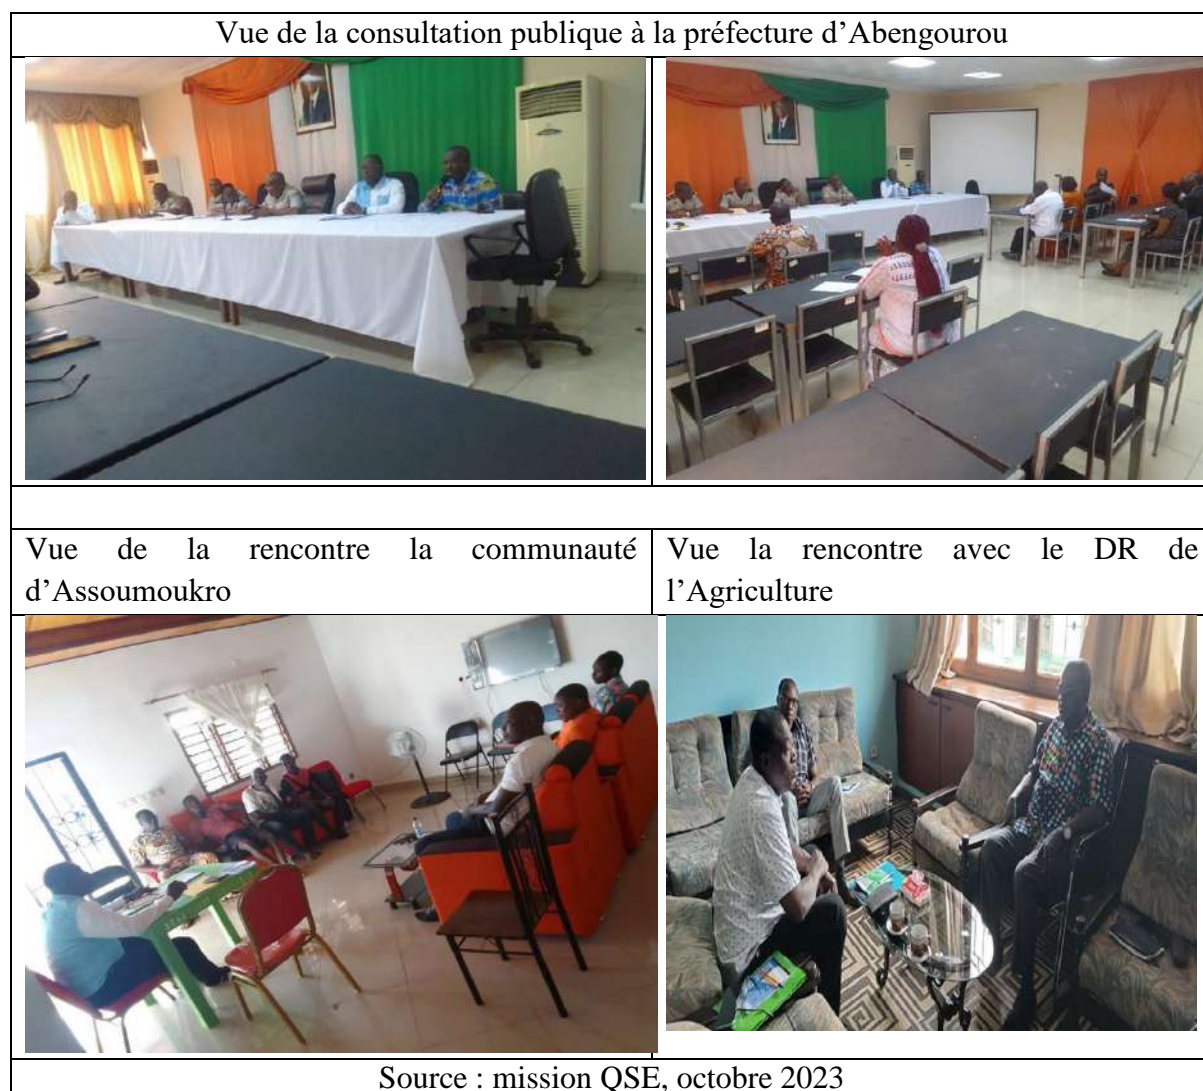 Vue de la consultation publique à la préfecture d’Abengourou
Vue de la rencontre la communauté
d’Assoumoukro
Vue la rencontre avec le DR de
l’Agriculture
Source : mission QSE, octobre 2023